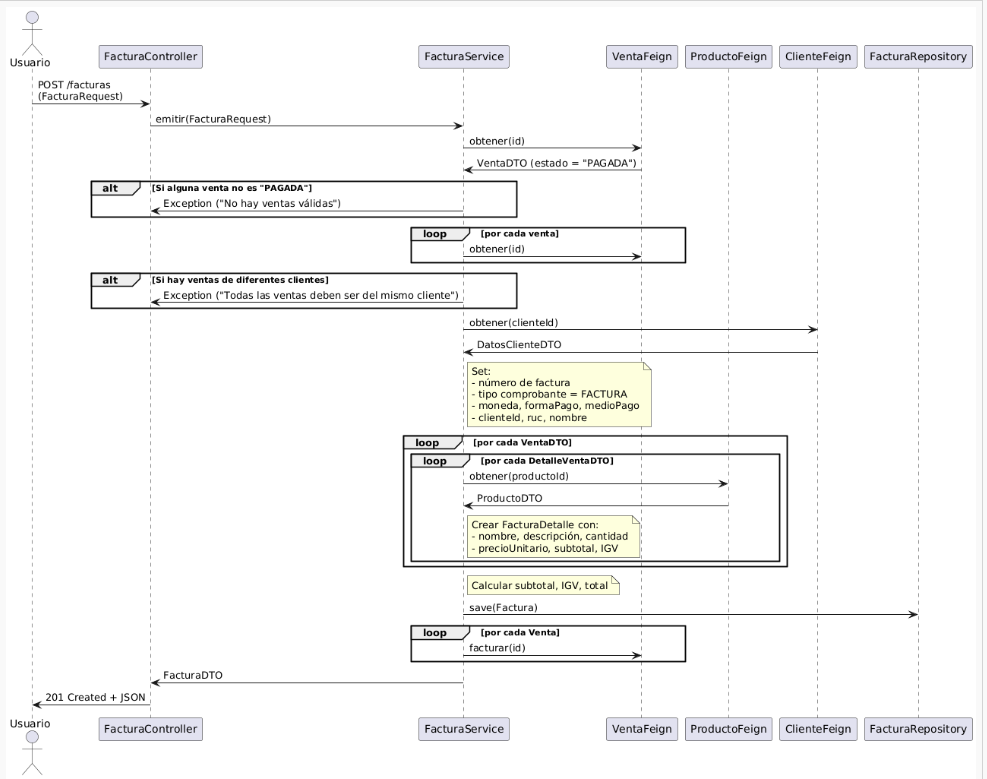 Usuario
FacturaController
FacturaService
VentaFeign
ProductoFeign
ClienteFeign
FacturaRepository
POST /facturas
(FacturaRequest)
emitir(FacturaRequest)
obtener(id)
VentaDTO (estado = "PAGADA")
alt [Si alguna venta no es "PAGADA"]
Exception ("No hay ventas válidas")
loop [por cada venta]
obtener(id)
alt [Si hay ventas de diferentes clientes]
Exception ("Todas las ventas deben ser del mismo cliente")
obtener(clienteId)
DatosClienteDTO
Set:
- número de factura
- tipo comprobante = FACTURA
- moneda, formaPago, medioPago
- clienteId, ruc, nombre
loop [por cada VentaDTO]
loop [por cada DetalleVentaDTO]
obtener(productoId)
ProductoDTO
Crear FacturaDetalle con:
- nombre, descripción, cantidad
- precioUnitario, subtotal, IGV
Calcular subtotal, IGV, total
save(Factura)
loop [por cada Venta]
facturar(id)
FacturaDTO
201 Created + JSON
Usuario
FacturaController
FacturaService
VentaFeign
ProductoFeign
ClienteFeign
FacturaRepository